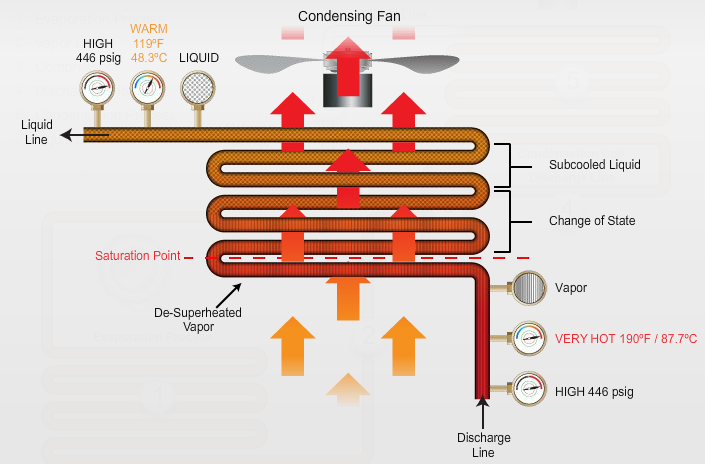 Condensing Fan
WARM
119ºF
48.3ºC
HIGH
446 psig
LIQUID
Liquid
Line
Subcooled Liquid
Change of State
Saturation Point
De-Superheated
Vapor
Vapor
VERY HOT 190ºF / 87.7ºC
HIGH 446 psig
Discharge
Line